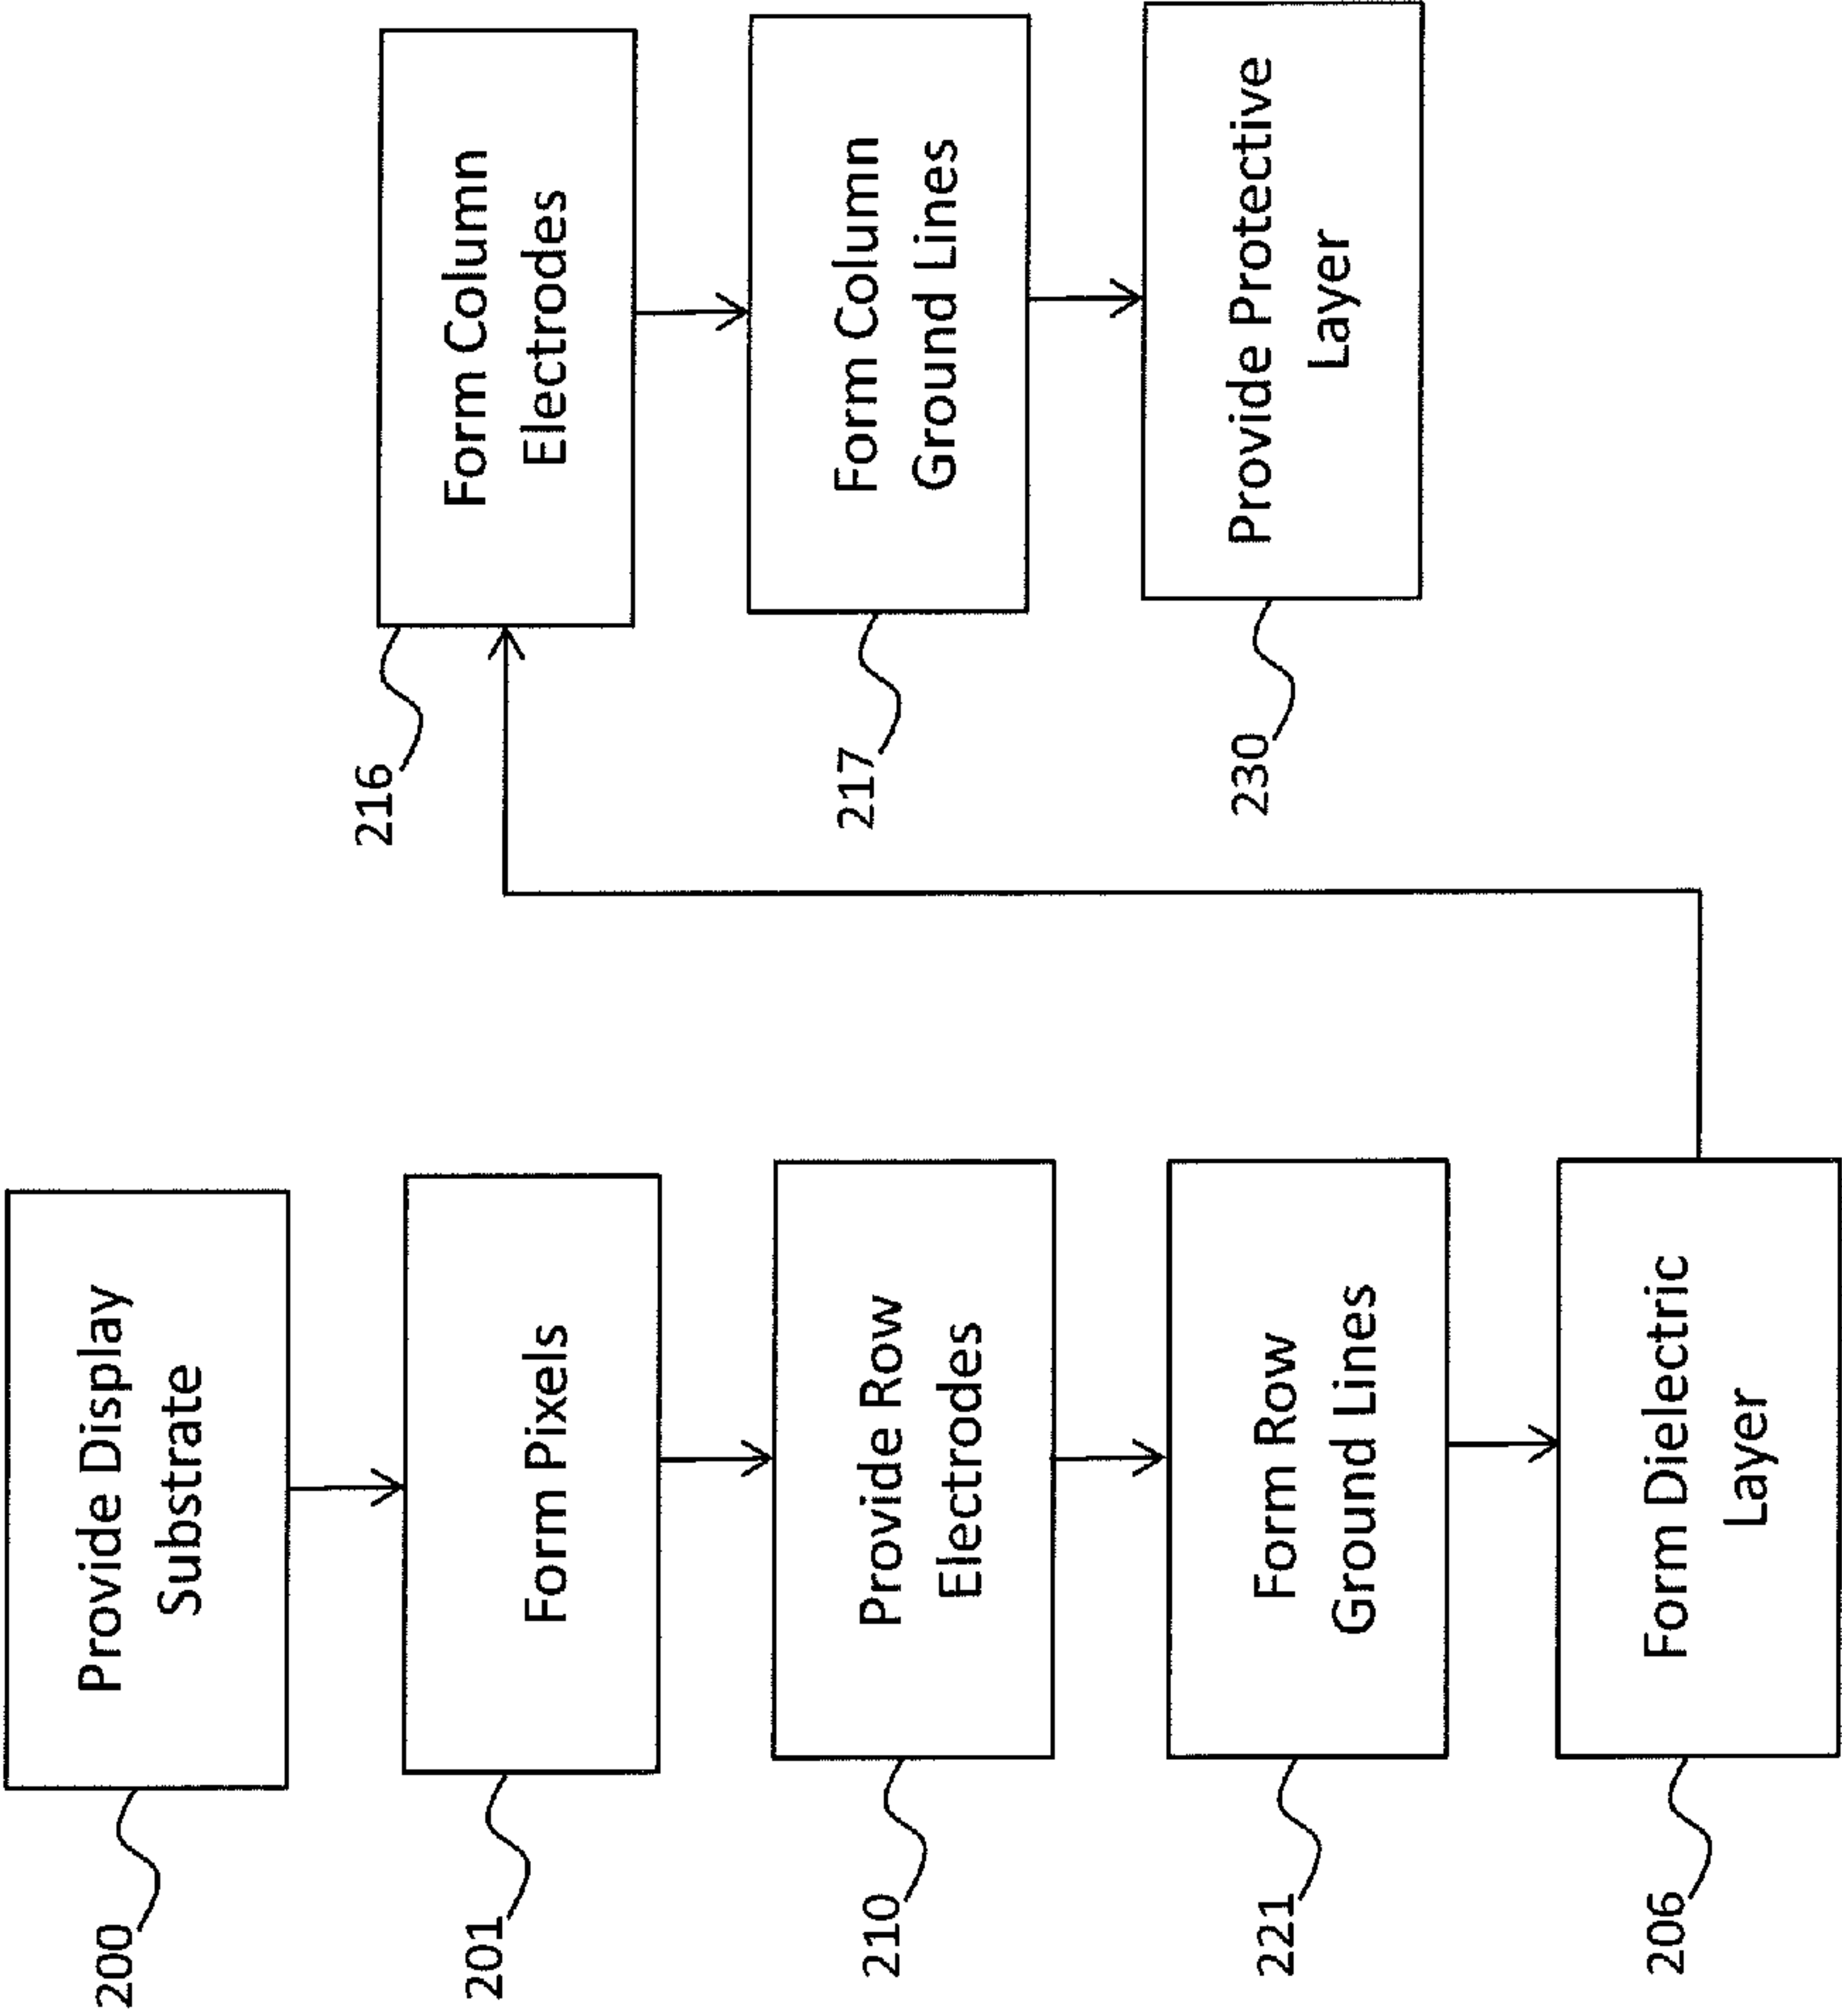 200
Provide Display
Substrate
201
Form Pixels
210
Provide Row
Electrodes
221
Form Row
Ground Lines
206
Form Dielectric
Layer
216
Form Column
Electrodes
217
Form Column
Ground Lines
230
Provide Protective
Layer